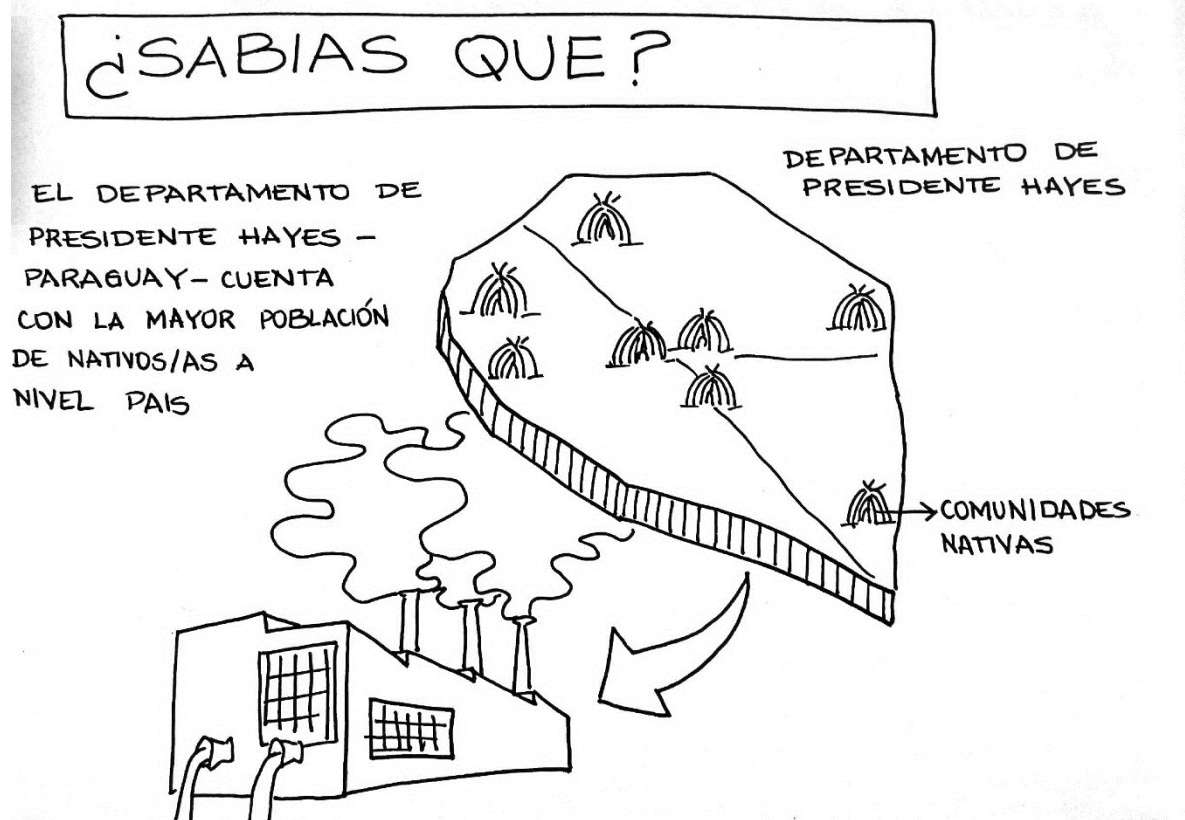 ¿SABIAS QUE?
EL DEPARTAMENTO DE
PRESIDENTE HAYES -
PARAGUAY- CUENTA
CON LA MAYOR POBLACIÓN
DE NATIVOS/AS A
NIVEL PAIS
DEPARTAMENTO DE
PRESIDENTE HAYES
COMUNIDADES
NATIVAS